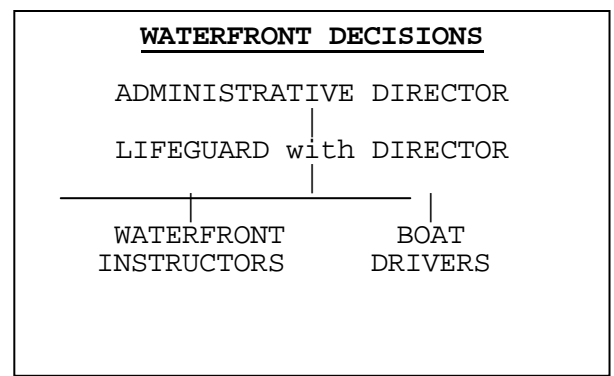 WATERFRONT DECISIONS
ADMINISTRATIVE DIRECTOR
LIFEGUARD with DIRECTOR
WATERFRONT BOAT
INSTRUCTORS DRIVERS